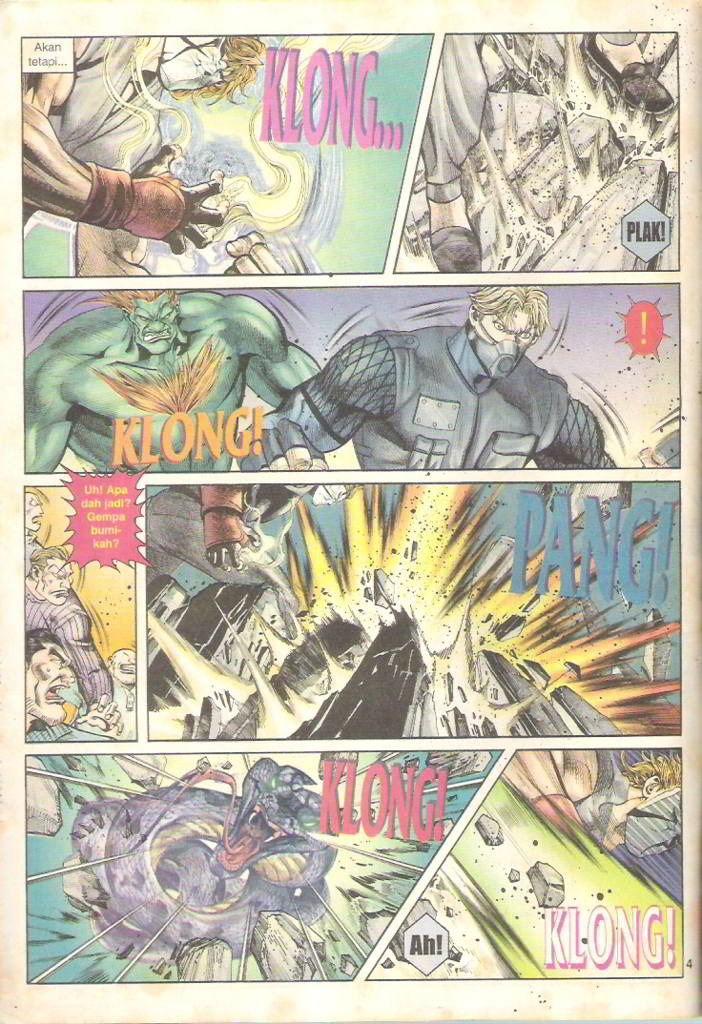 Akan
tetapi...
KLONG...
PLAK!
!
KLONG!
Uh! Apa
dah jadi?
Gempa
bumi-
kah?
PANG!
KLONG!
Ah!
KLONG!
4